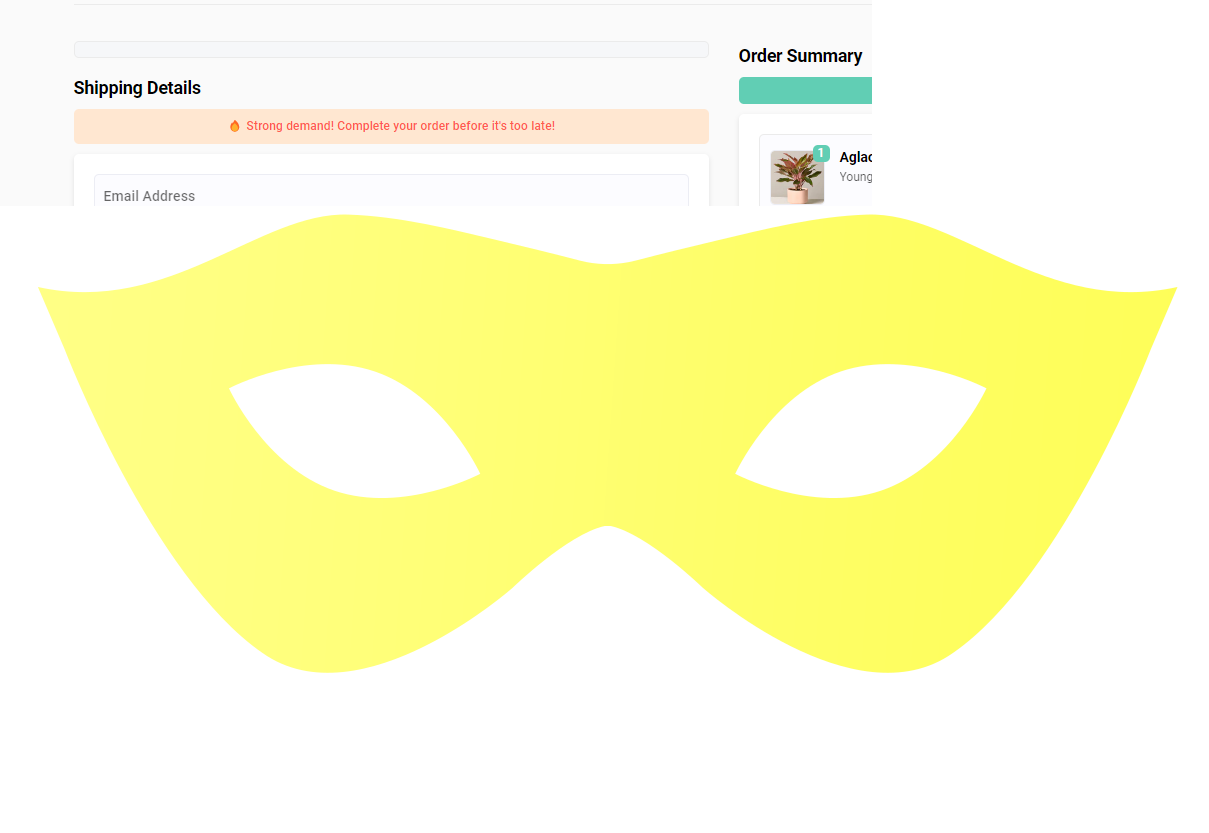 Order Summary
Shipping Details
🔥 Strong demand! Complete your order before it's too late!
1
Aglac
Young
Email Address